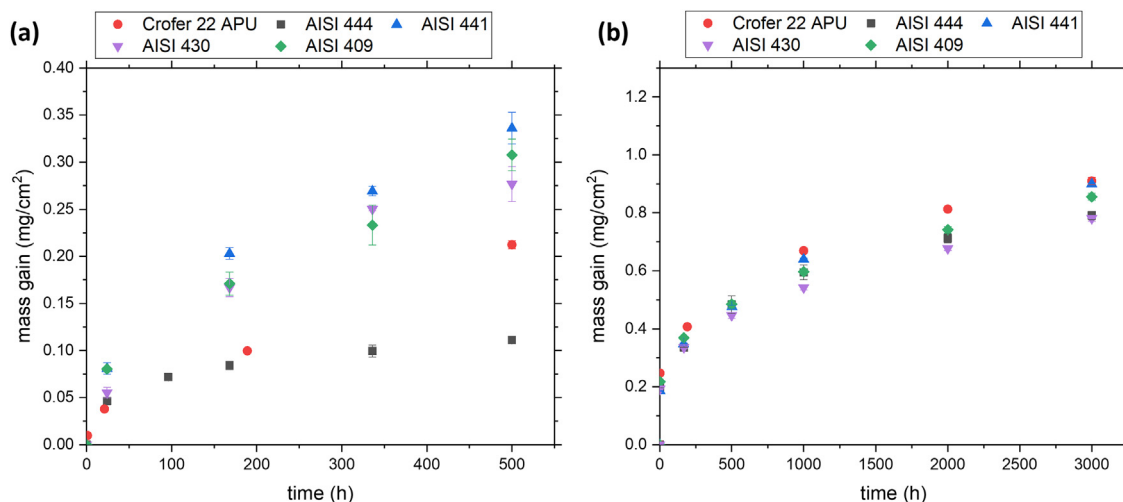 (a)
Crofer 22 APU AISI 444 AISI 441
AISI 430 AISI 409
0.40
0.35
0.30
0.25
0.20
0.15
0.10
0.05
0.00
mass gain (mg/cm²)
0 100 200 300 400 500
time (h)
(b)
Crofer 22 APU AISI 444 AISI 441
AISI 430 AISI 409
1.2
1.0
0.8
0.6
0.4
0.2
0.0
mass gain (mg/cm²)
0 500 1000 1500 2000 2500 3000
time (h)